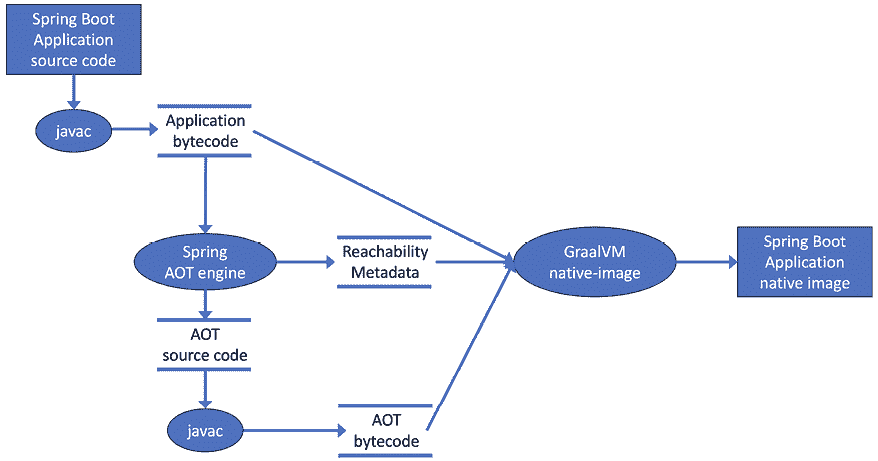 Spring Boot
Application
source code
javac
Application
bytecode
Spring
AOT engine
Reachability
Metadata
GraalVM
native-image
Spring Boot
Application
native image
AOT
source code
javac
AOT
bytecode